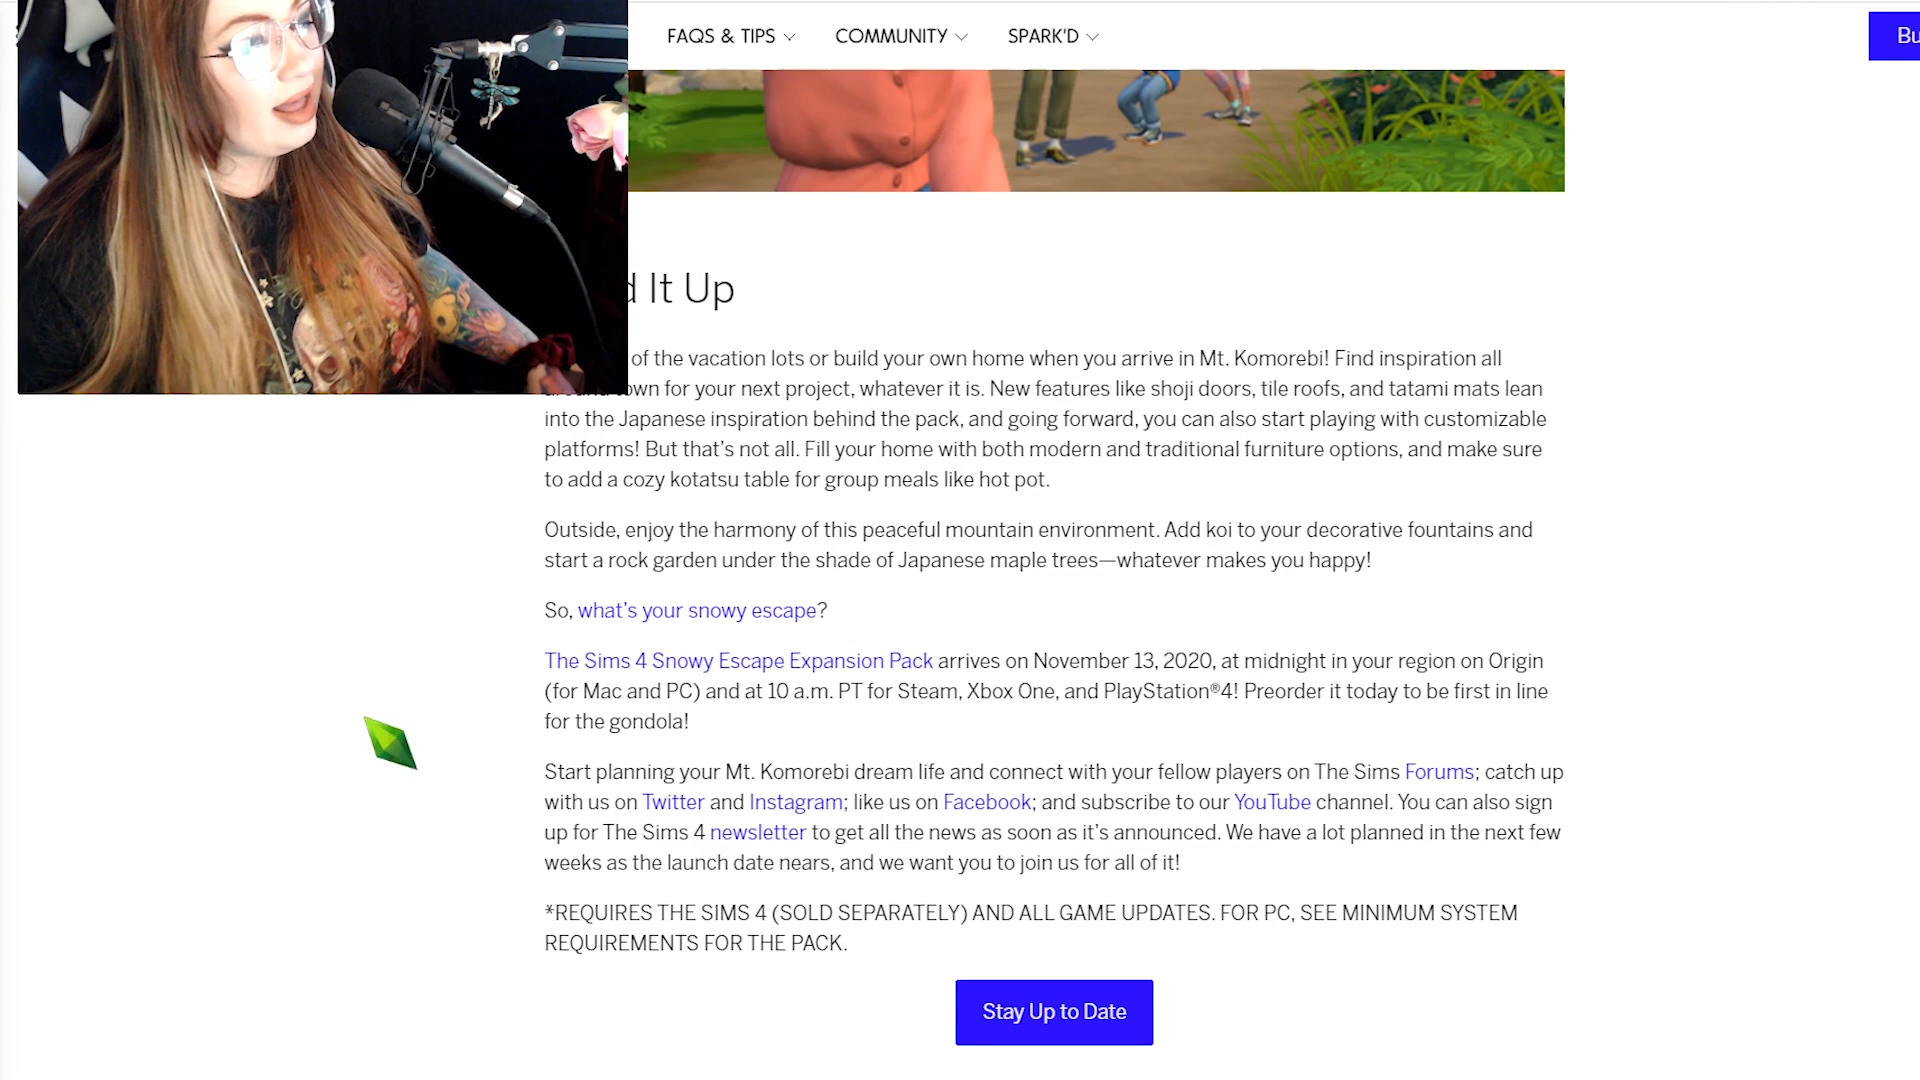 FAQS & TIPS COMMUNITY SPARK'D
It Up
of the vacation lots or build your own home when you arrive in Mt. Komorebi! Find inspiration all
for your next project, whatever it is. New features like shoji doors, tile roofs, and tatami mats lean
into the Japanese inspiration behind the pack, and going forward, you can also start playing with customizable
platforms! But that's not all. Fill your home with both modern and traditional furniture options, and make sure
to add a cozy kotatsu table for group meals like hot pot.
Outside, enjoy the harmony of this peaceful mountain environment. Add koi to your decorative fountains and
start a rock garden under the shade of Japanese maple trees—whatever makes you happy!
So, what's your snowy escape?
The Sims 4 Snowy Escape Expansion Pack arrives on November 13, 2020, at midnight in your region on Origin
(for Mac and PC) and at 10 a.m. PT for Steam, Xbox One, and PlayStation®4! Preorder it today to be first in line
for the gondola!
Start planning your Mt. Komorebi dream life and connect with your fellow players on The Sims Forums; catch up
with us on Twitter and Instagram; like us on Facebook; and subscribe to our YouTube channel. You can also sign
up for The Sims 4 newsletter to get all the news as soon as it's announced. We have a lot planned in the next few
weeks as the launch date nears, and we want you to join us for all of it!
*REQUIRES THE SIMS 4 (SOLD SEPARATELY) AND ALL GAME UPDATES. FOR PC, SEE MINIMUM SYSTEM
REQUIREMENTS FOR THE PACK.
Stay Up to Date